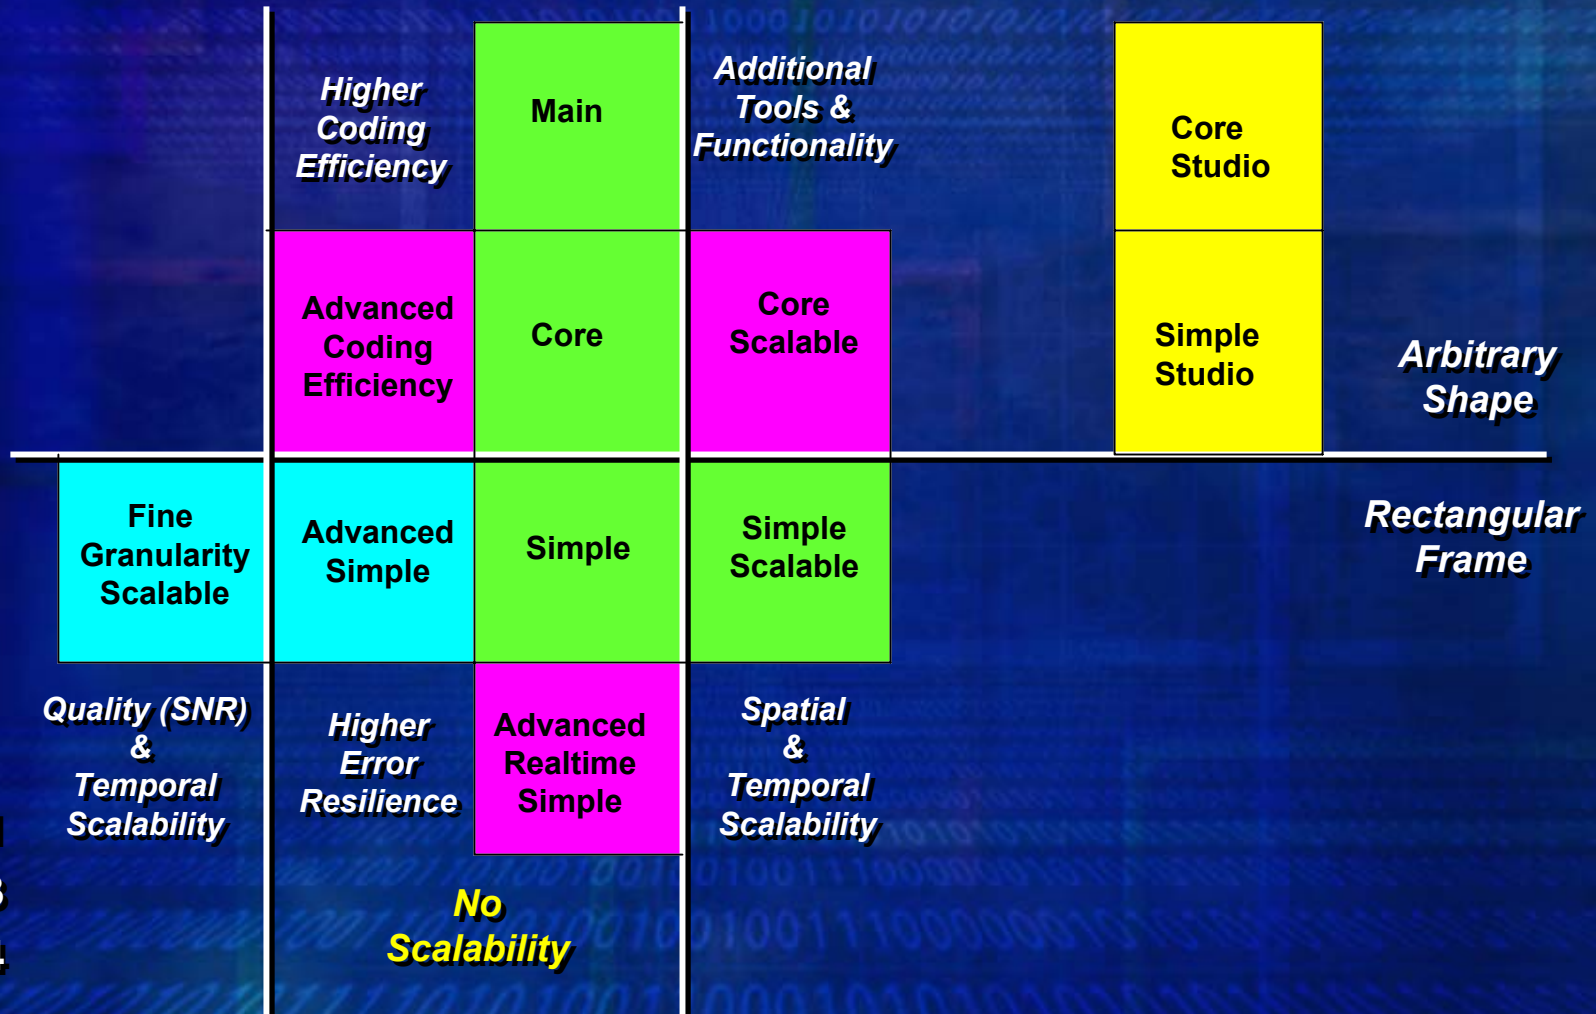 Higher
Coding
Efficiency
Main
Additional
Tools &
Functionality
Core
Studio
Advanced
Coding
Efficiency
Core
Core
Scalable
Simple
Studio
Arbitrary
Shape
Fine
Granularity
Scalable
Advanced
Simple
Simple
Simple
Scalable
Rectangular
Frame
Quality (SNR)
&
Temporal
Scalability
Higher
Error
Resilience
Advanced
Realtime
Simple
Spatial
&
Temporal
Scalability
No
Scalability